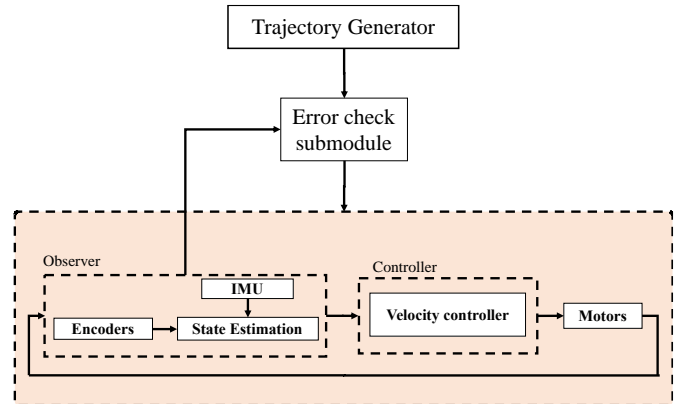 Trajectory Generator
Error check
submodule
Observer
Controller
IMU
Velocity controller
Motors
Encoders
State Estimation